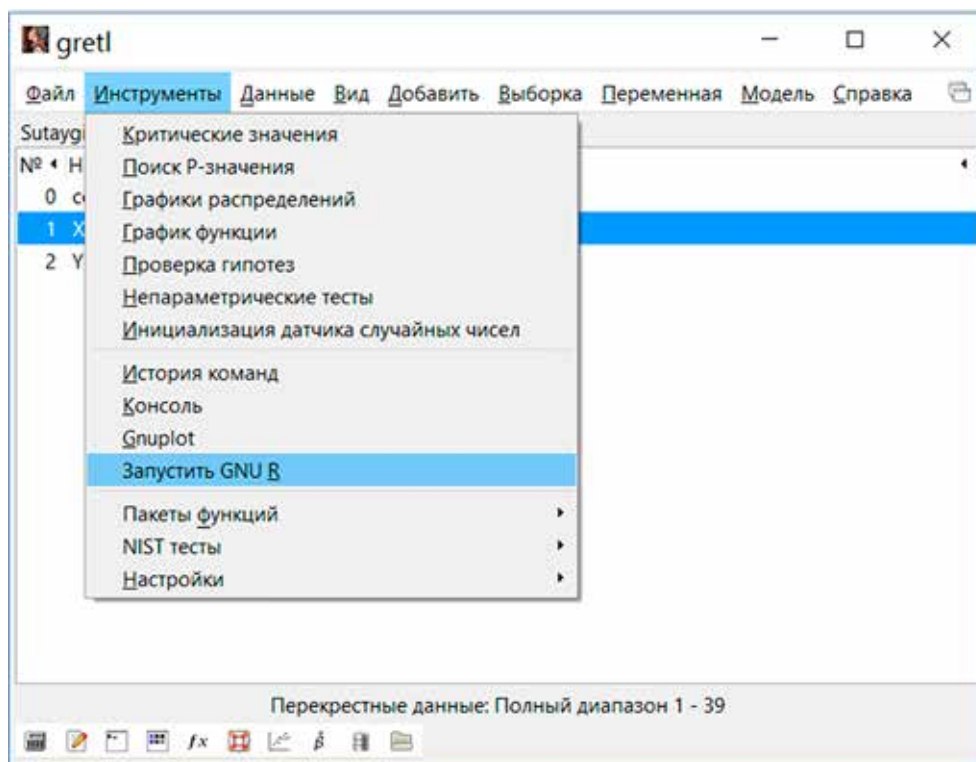 gretl
Файл Инструменты Данные Вид Добавить Выборка Переменная Модель Справка
Sutaygi
№ Н
0 co
1 X
2 Y
Критические значения
Поиск P-значения
Графики распределений
График функции
Проверка гипотез
Непараметрические тесты
Инициализация датчика случайных чисел
История команд
Консоль
Gnuplot
Запустить GNU R
Пакеты функций
NIST тесты
Настройки
Перекрестные данные: Полный диапазон 1 - 39
fx β̂